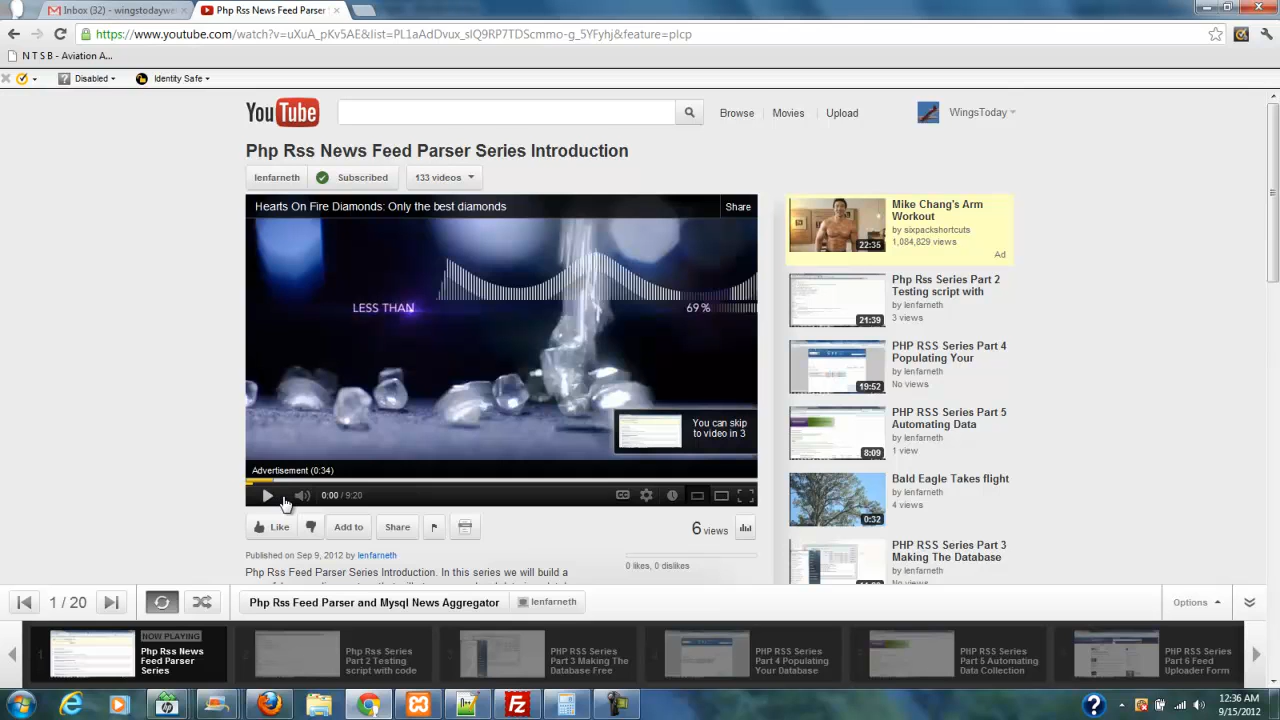 Inbox (32) - wingstodaywe
Php Rss News Feed Parser
https://www.youtube.com/watch?v=uXuA_pKv5AE&list=PL1aAdDvux_slQ9RP7TDScmmo-g_5YFyhj&feature=plcp
N T S B - Aviation A...
Disabled
Identity Safe
YouTube
Browse
Movies
Upload
WingsToday
Php Rss News Feed Parser Series Introduction
lenfarneth
Subscribed
133 videos
Hearts On Fire Diamonds: Only the best diamonds
Share
LESS THAN
69%
You can skip
to video in 3
Advertisement (0:34)
0:00 / 9:20
CC
Like
Add to
Share
6 views
Published on Sep 9, 2012 by lenfarneth
0 likes, 0 dislikes
Php Rss Feed Parser Series Introduction. In this series we will build a
Mike Chang's Arm
Workout
by sixpackshortcuts
1,084,829 views
Ad
22:35
Php Rss Series Part 2
Testing script with
by lenfarneth
3 views
21:39
PHP RSS Series Part 4
Populating Your
by lenfarneth
No views
19:52
PHP RSS Series Part 5
Automating Data
by lenfarneth
1 view
8:09
Bald Eagle Takes flight
by lenfarneth
4 views
0:32
PHP RSS Series Part 3
Making The Database
by lenfarneth
1 / 20
Php Rss Feed Parser and Mysql News Aggregator
lenfarneth
Options
1
NOW PLAYING
Php Rss News
Feed Parser
Series
Php RSS Series
Part 2 Testing
script with code
PHP RSS Series
Part 3 Making The
Database Free
PHP RSS Series
Part 4 Populating
Your Database
PHP RSS Series
Part 5 Automating
Data Collection
PHP RSS Series
Part 6 Feed
Uploader Form
12:36 AM
9/15/2012